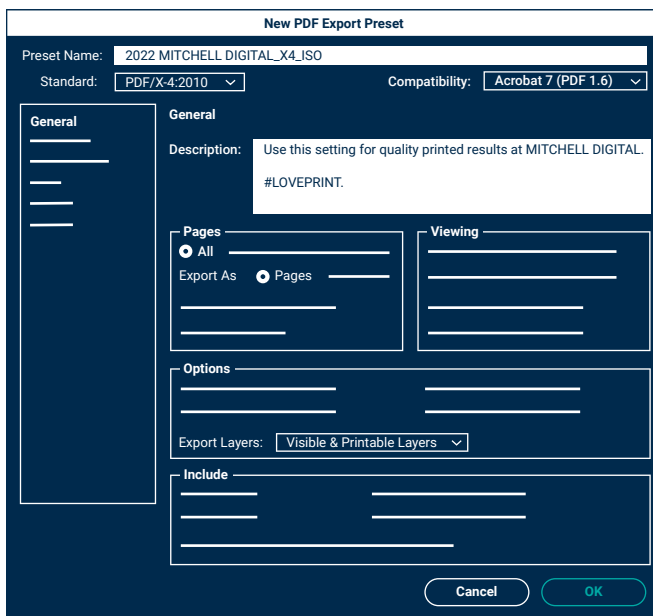 New PDF Export Preset
Preset Name: 2022 MITCHELL DIGITAL_X4_ISO
Standard: PDF/X-4:2010 Compatibility: Acrobat 7 (PDF 1.6)
General
General
Description: Use this setting for quality printed results at MITCHELL DIGITAL.
#LOVEPRINT.
Pages
All
Export As Pages
Viewing
Options
Export Layers: Visible & Printable Layers
Include
Cancel OK